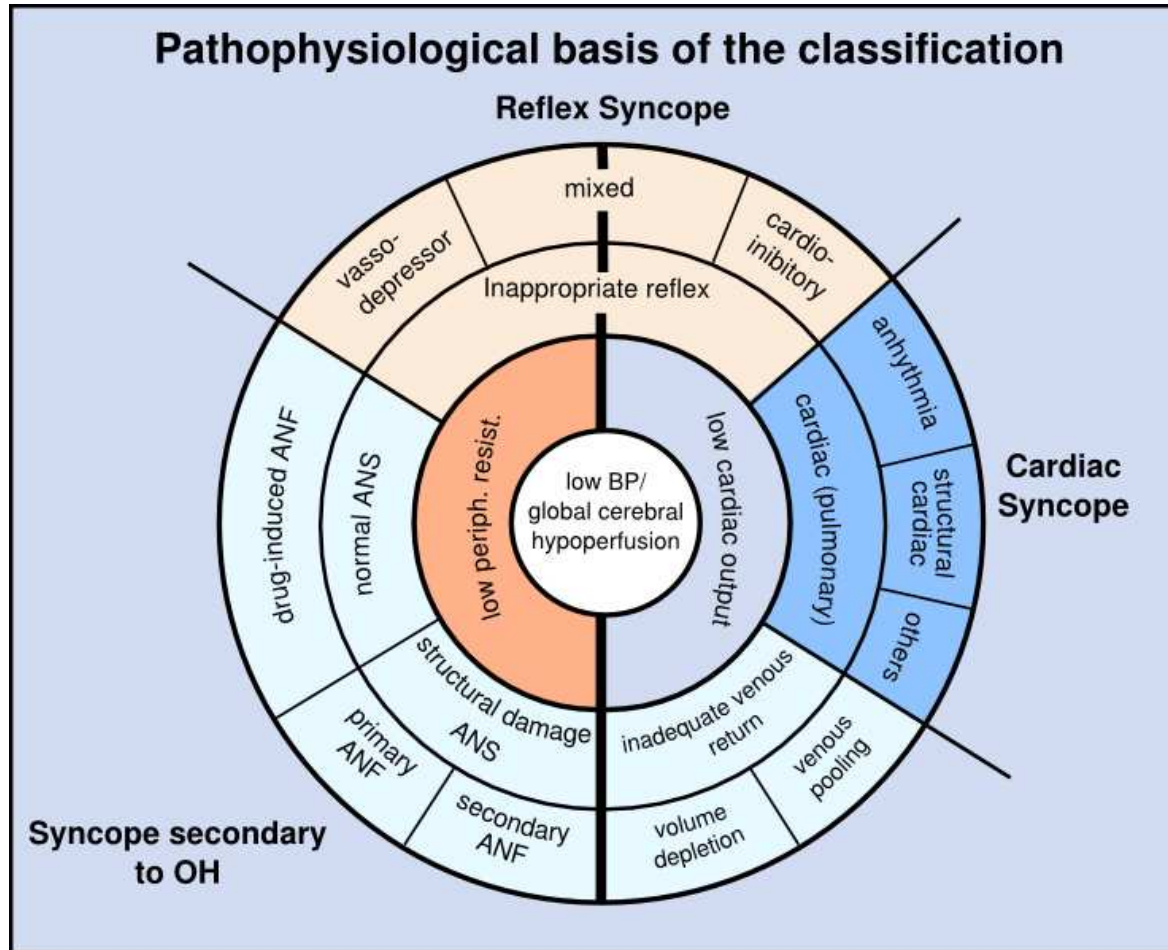 Pathophysiological basis of the classification
Reflex Syncope
mixed
vasso-
depressor
cardio-
inibitory
Inappropriate reflex
anhythmia
cardiac (pulmonary)
structural
cardiac
others
Cardiac
Syncope
drug-induced ANF
normal ANS
low periph. resist.
low BP/
global cerebral
hypoperfusion
low cardiac output
structural damage
ANS
inadequate venous
return
primary
ANF
secondary
ANF
volume
depletion
venous
pooling
Syncope secondary
to OH